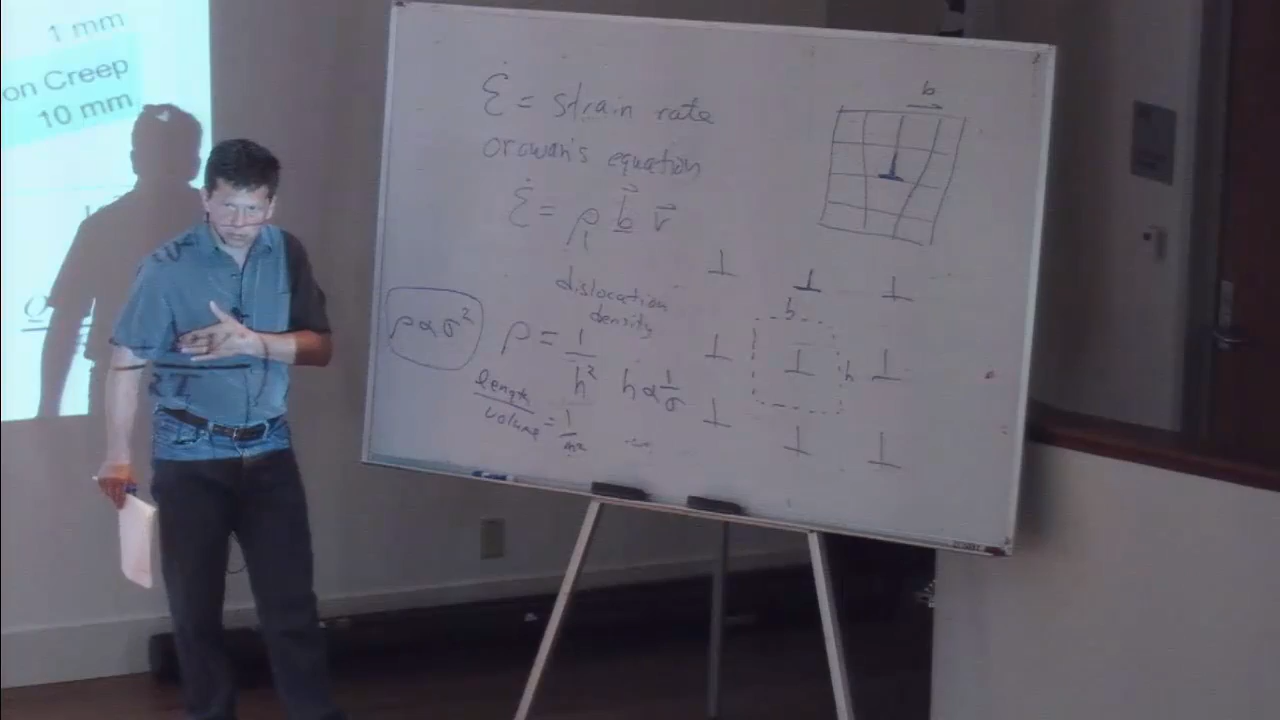 1 mm
on Creep
10 mm
ε̇ = strain rate
orowan's equation
ε̇ = ρ b⃗ v⃗
dislocation
density
ρ ∝ σ²
ρ = 1/h²
h ∝ 1/σ
length/volume = 1/m²
b
h
h